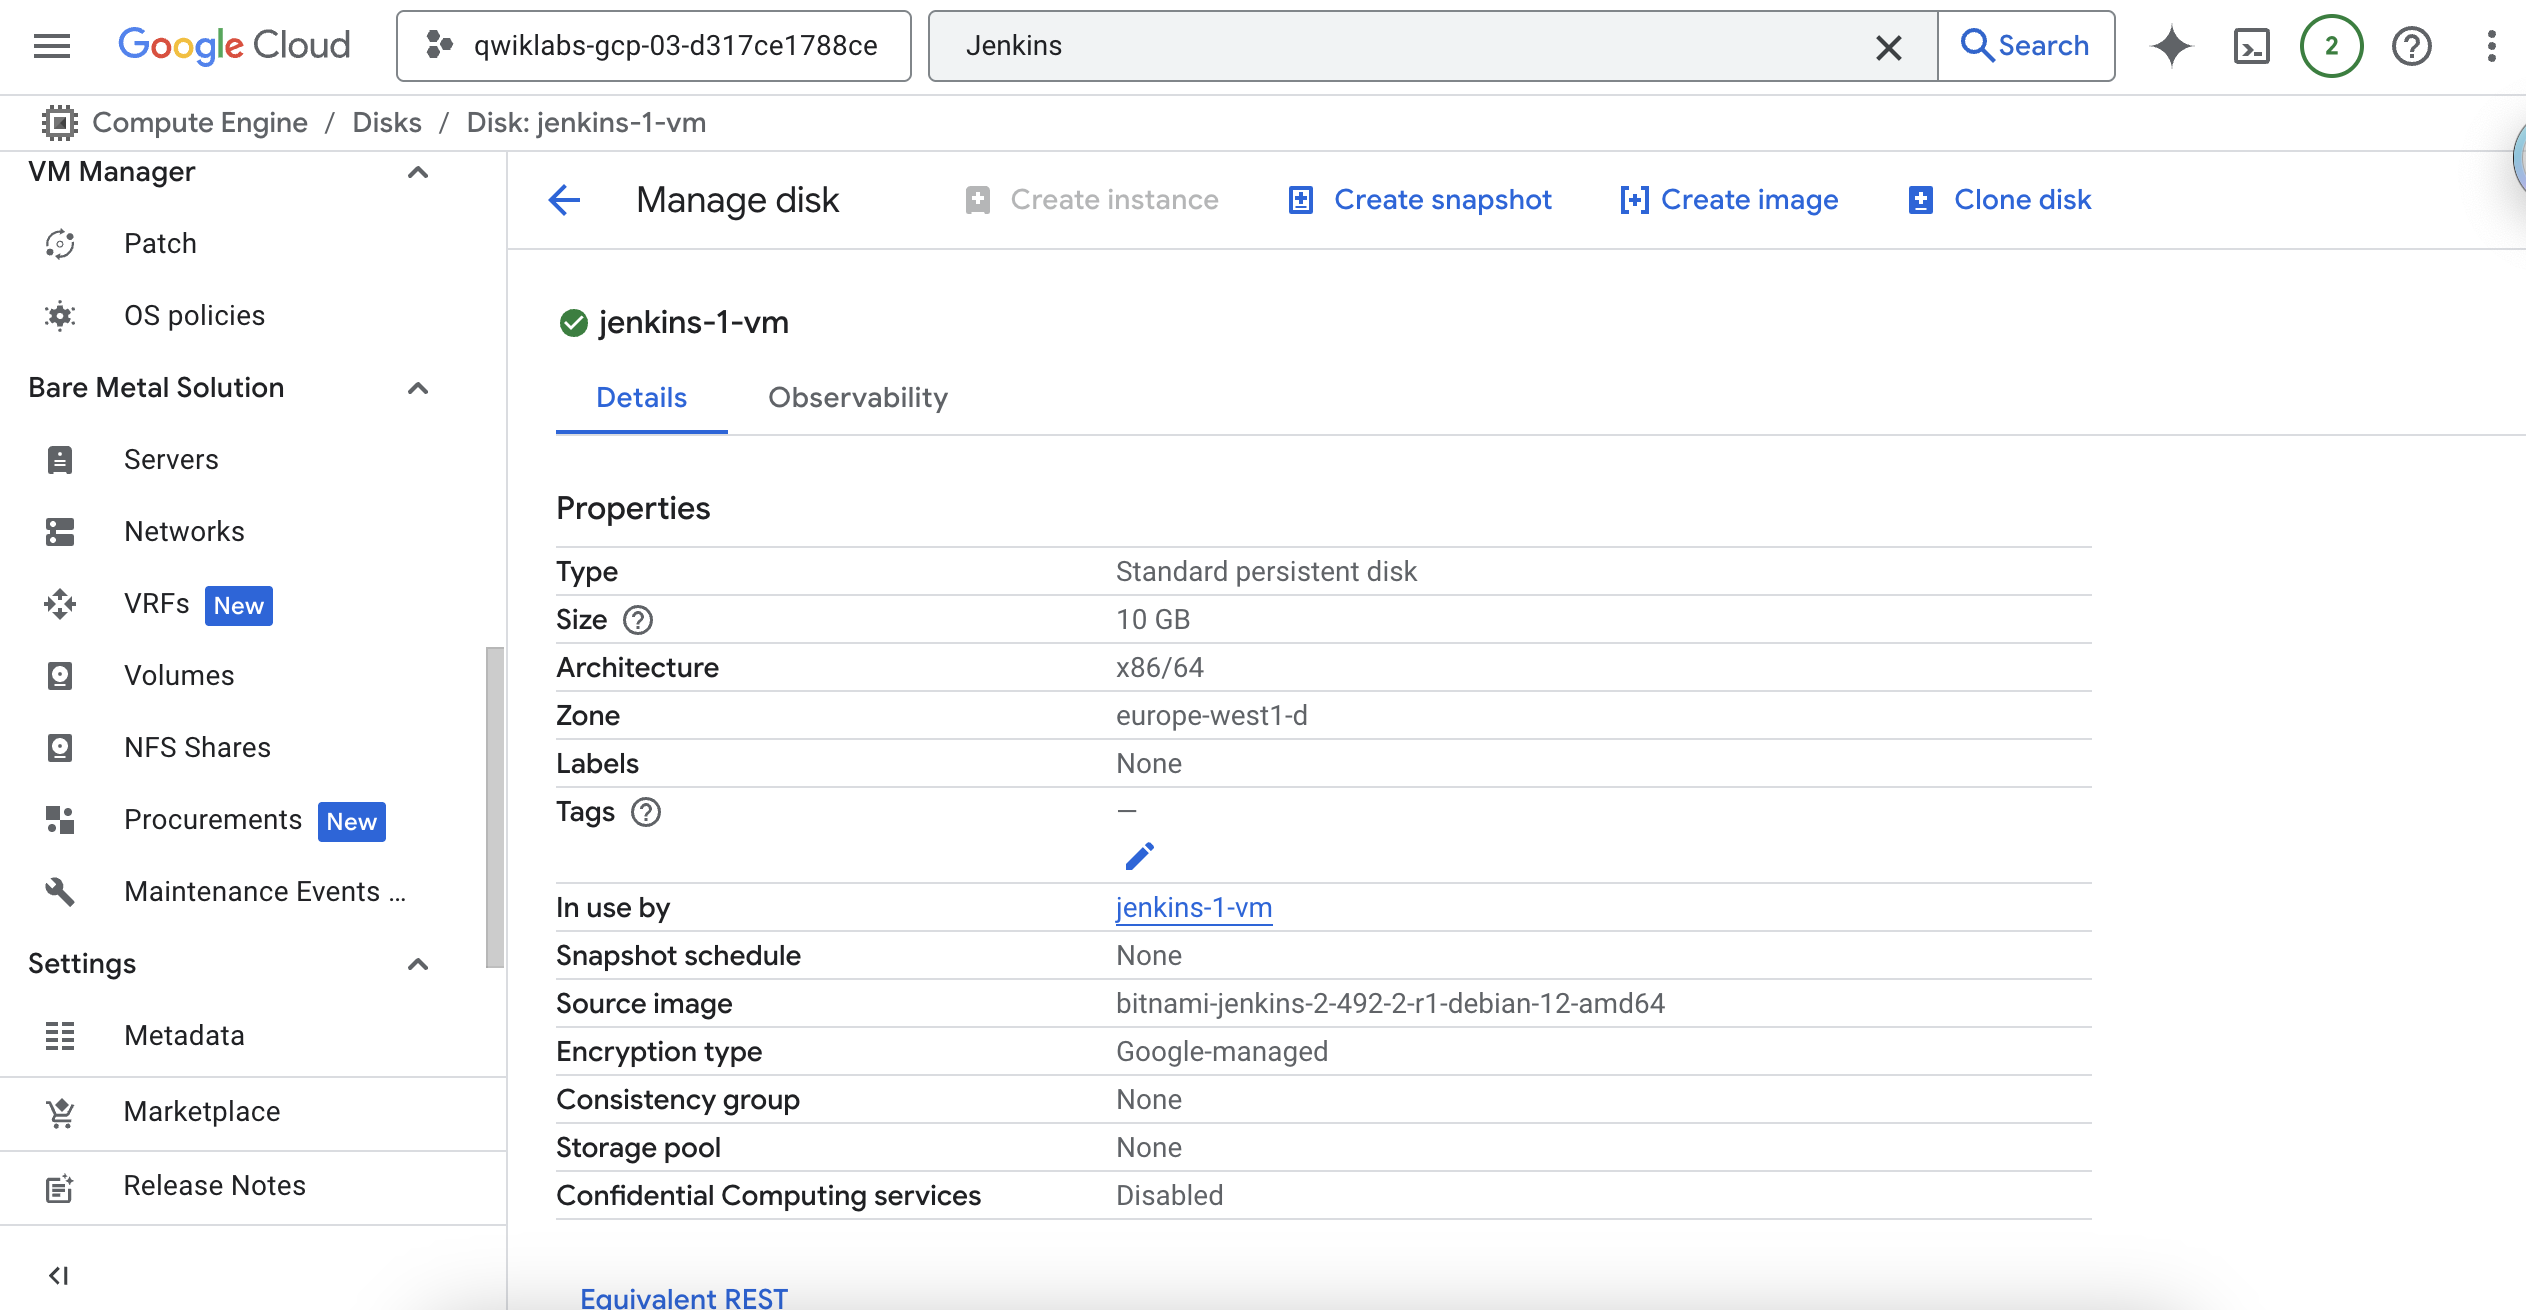 Google Cloud
qwiklabs-gcp-03-d317ce1788ce
Jenkins
Search
2
Compute Engine / Disks / Disk: jenkins-1-vm
VM Manager
Patch
OS policies
Bare Metal Solution
Servers
Networks
VRFs New
Volumes
NFS Shares
Procurements New
Maintenance Events ...
Settings
Metadata
Marketplace
Release Notes
Manage disk
Create instance
Create snapshot
Create image
Clone disk
jenkins-1-vm
Details
Observability
Properties
Type Standard persistent disk
Size 10 GB
Architecture x86/64
Zone europe-west1-d
Labels None
Tags —
In use by jenkins-1-vm
Snapshot schedule None
Source image bitnami-jenkins-2-492-2-r1-debian-12-amd64
Encryption type Google-managed
Consistency group None
Storage pool None
Confidential Computing services Disabled
Equivalent REST